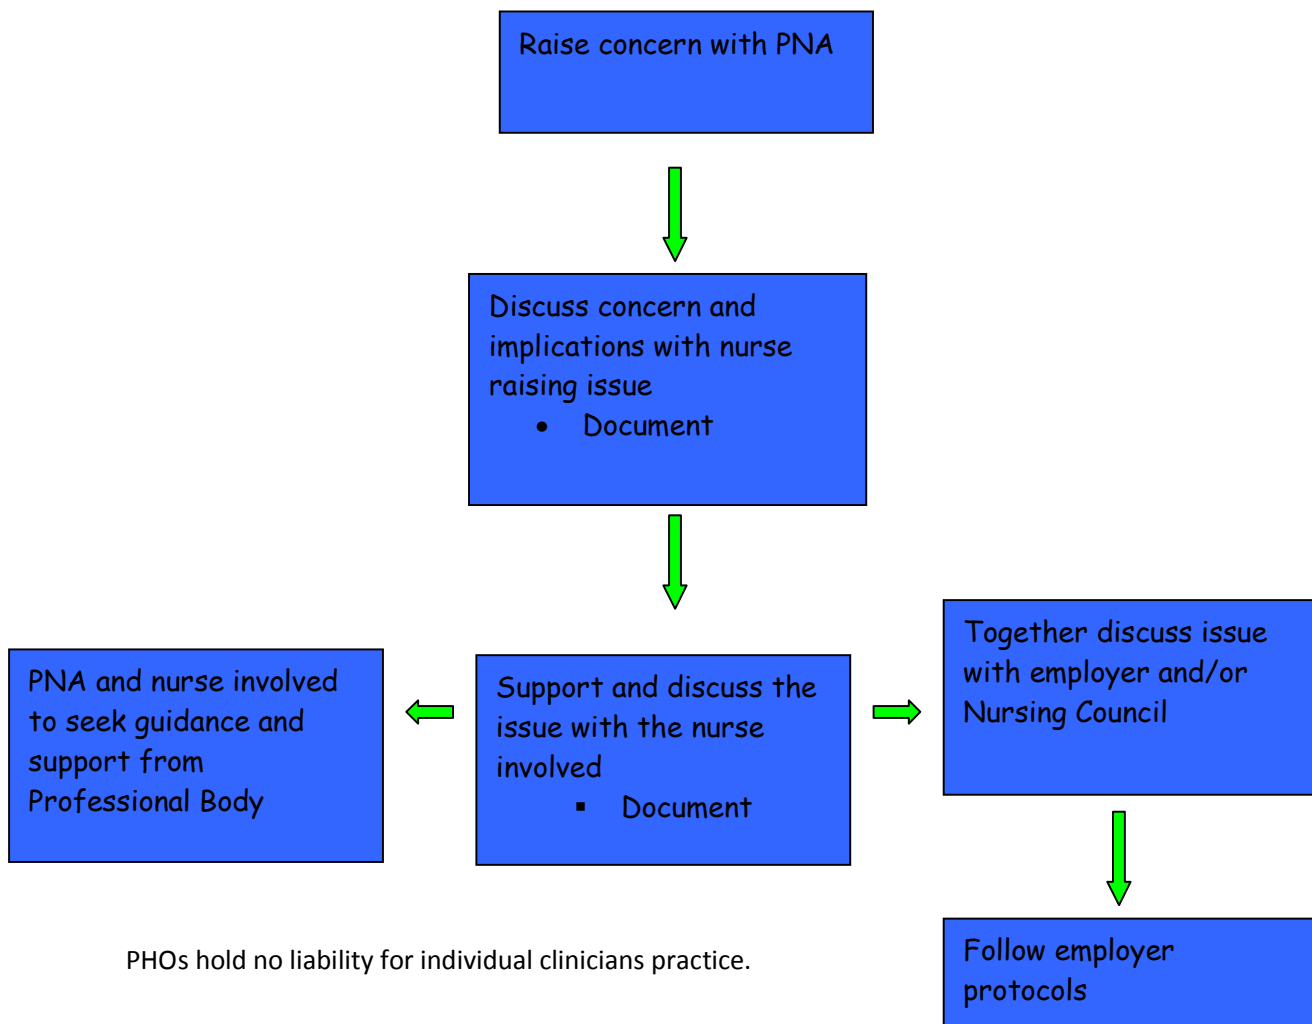 Raise concern with PNA
Discuss concern and
implications with nurse
raising issue
• Document
PNA and nurse involved
to seek guidance and
support from
Professional Body
Support and discuss the
issue with the nurse
involved
▪ Document
Together discuss issue
with employer and/or
Nursing Council
Follow employer
protocols
PHOs hold no liability for individual clinicians practice.